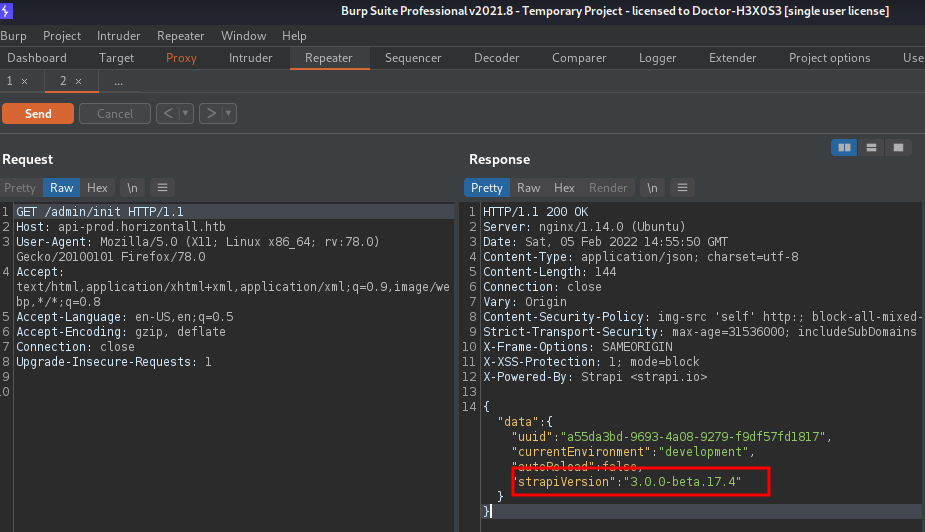 Burp Suite Professional v2021.8 - Temporary Project - licensed to Doctor-H3X0S3 [single user license]
Burp Project Intruder Repeater Window Help
Dashboard Target Proxy Intruder Repeater Sequencer Decoder Comparer Logger Extender Project options Use
1 × 2 × ...
Send Cancel < ▾ > ▾
Request
Pretty Raw Hex \n ≡
1 GET /admin/init HTTP/1.1
2 Host: api-prod.horizontall.htb
3 User-Agent: Mozilla/5.0 (X11; Linux x86_64; rv:78.0)
Gecko/20100101 Firefox/78.0
4 Accept:
text/html,application/xhtml+xml,application/xml;q=0.9,image/we
bp,*/*;q=0.8
5 Accept-Language: en-US,en;q=0.5
6 Accept-Encoding: gzip, deflate
7 Connection: close
8 Upgrade-Insecure-Requests: 1
9
0
Response
Pretty Raw Hex Render \n ≡
1 HTTP/1.1 200 OK
2 Server: nginx/1.14.0 (Ubuntu)
3 Date: Sat, 05 Feb 2022 14:55:50 GMT
4 Content-Type: application/json; charset=utf-8
5 Content-Length: 144
6 Connection: close
7 Vary: Origin
8 Content-Security-Policy: img-src 'self' http:; block-all-mixed-
9 Strict-Transport-Security: max-age=31536000; includeSubDomains
10 X-Frame-Options: SAMEORIGIN
11 X-XSS-Protection: 1; mode=block
12 X-Powered-By: Strapi <strapi.io>
13
14 {
"data":{
"uuid":"a55da3bd-9693-4a08-9279-f9df57fd1817",
"currentEnvironment":"development",
"autoReload":false,
"strapiVersion":"3.0.0-beta.17.4"
}
}